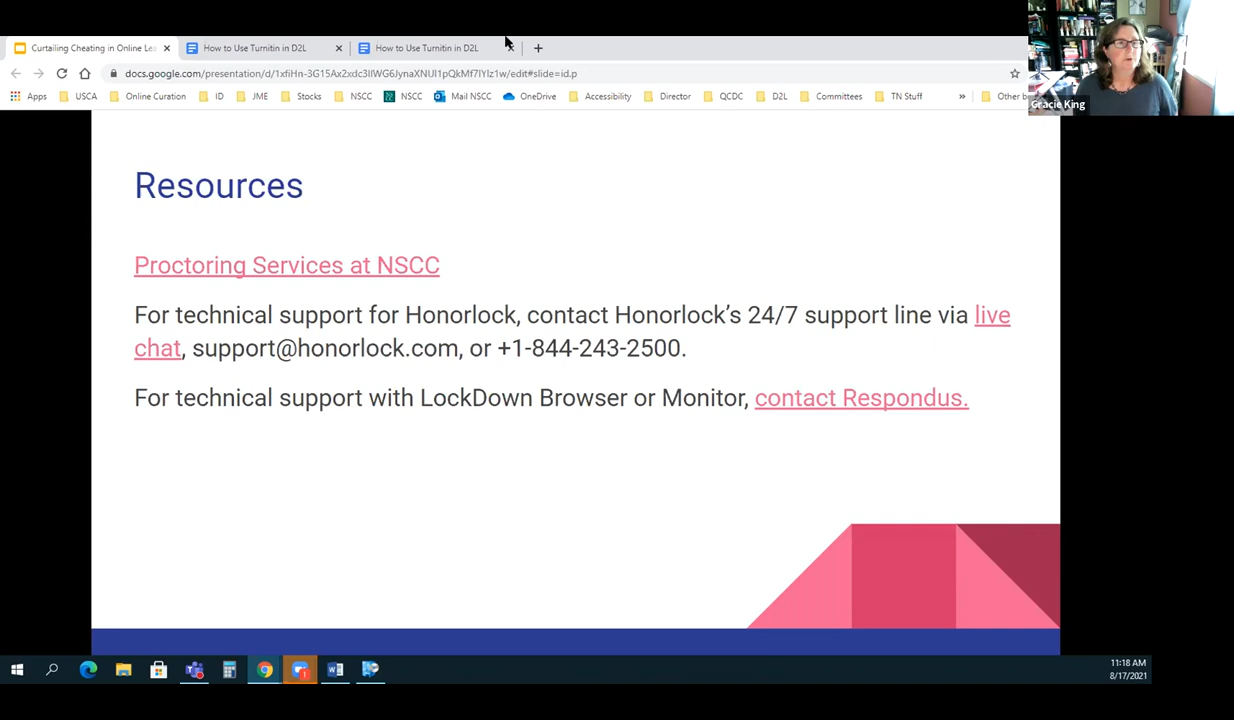 Curtailing Cheating in Online Lea
How to Use Turnitin in D2L
How to Use Turnitin in D2L
Apps
USCA
Online Curation
ID
JME
Stocks
NSCC
NSCC
Mail NSCC
OneDrive
Accessibility
Director
QCDC
D2L
Committees
TN Stuff
»
Other b
Gracie King
Resources
Proctoring Services at NSCC
For technical support for Honorlock, contact Honorlock’s 24/7 support line via live
chat, support@honorlock.com, or +1-844-243-2500.
For technical support with LockDown Browser or Monitor, contact Respondus.
11:18 AM
8/17/2021